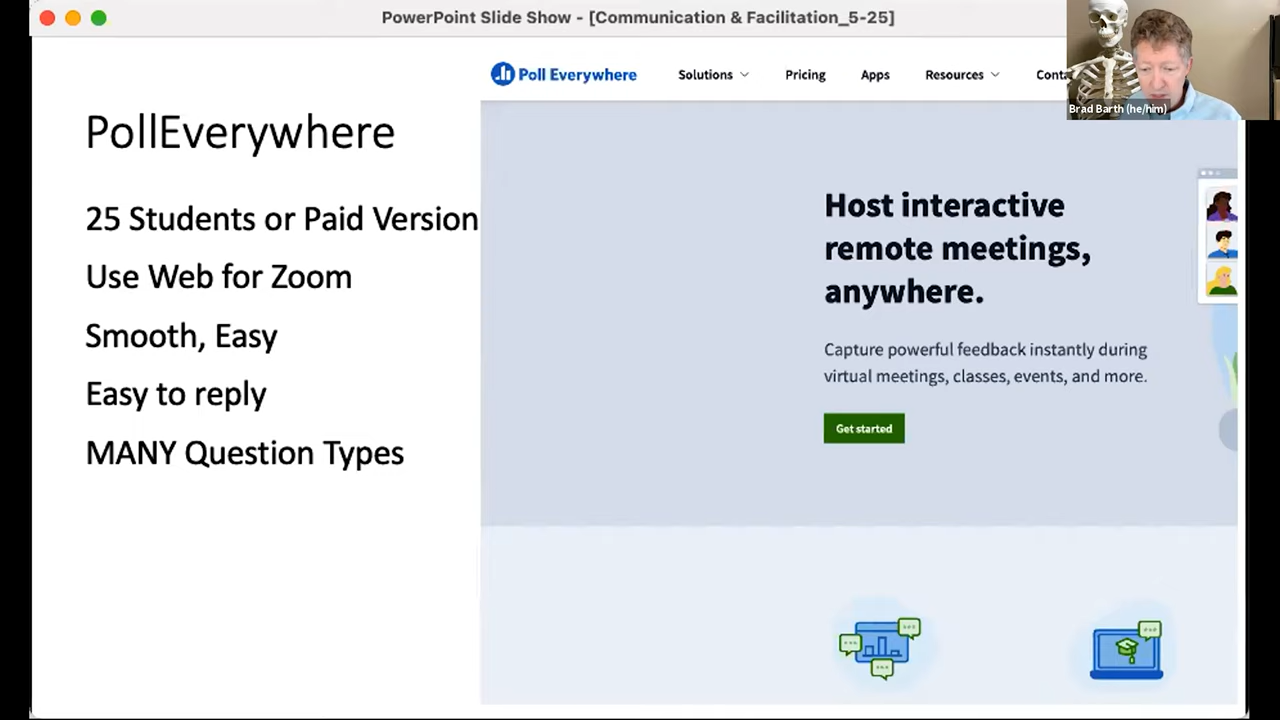 PowerPoint Slide Show - [Communication & Facilitation_5-25]
Poll Everywhere
Solutions
Pricing
Apps
Resources
Brad Barth (he/him)
PollEverywhere
25 Students or Paid Version
Use Web for Zoom
Smooth, Easy
Easy to reply
MANY Question Types
Host interactive
remote meetings,
anywhere.
Capture powerful feedback instantly during
virtual meetings, classes, events, and more.
Get started